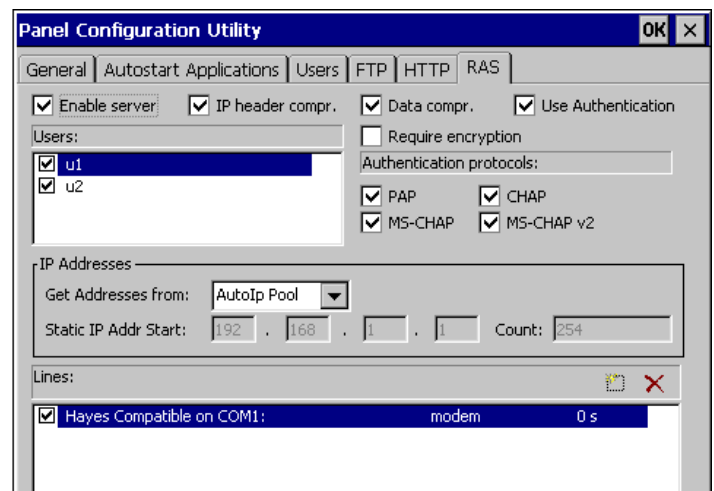 Panel Configuration Utility OK
General Autostart Applications Users FTP HTTP RAS
Enable server IP header compr. Data compr. Use Authentication
Users: Require encryption
u1 Authentication protocols:
u2 PAP CHAP
MS-CHAP MS-CHAP v2
IP Addresses
Get Addresses from: AutoIp Pool
Static IP Addr Start: 192 . 168 . 1 . 1 Count: 254
Lines:
Hayes Compatible on COM1: modem 0 s